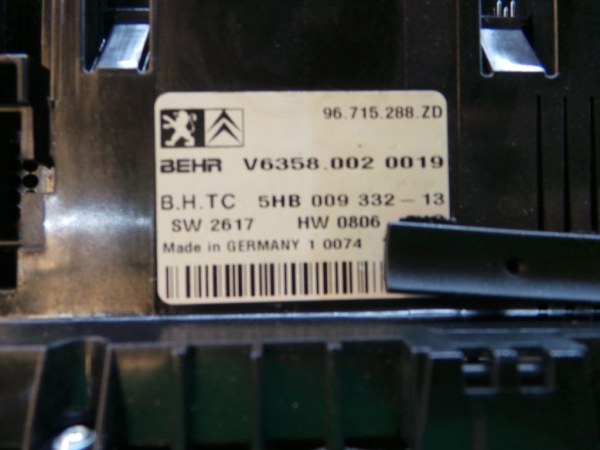 96.715.288.ZD
BEHR V6358.002 0019
B.H.TC 5HB 009 332-13
SW 2617 HW 0806
Made in GERMANY 1 0074